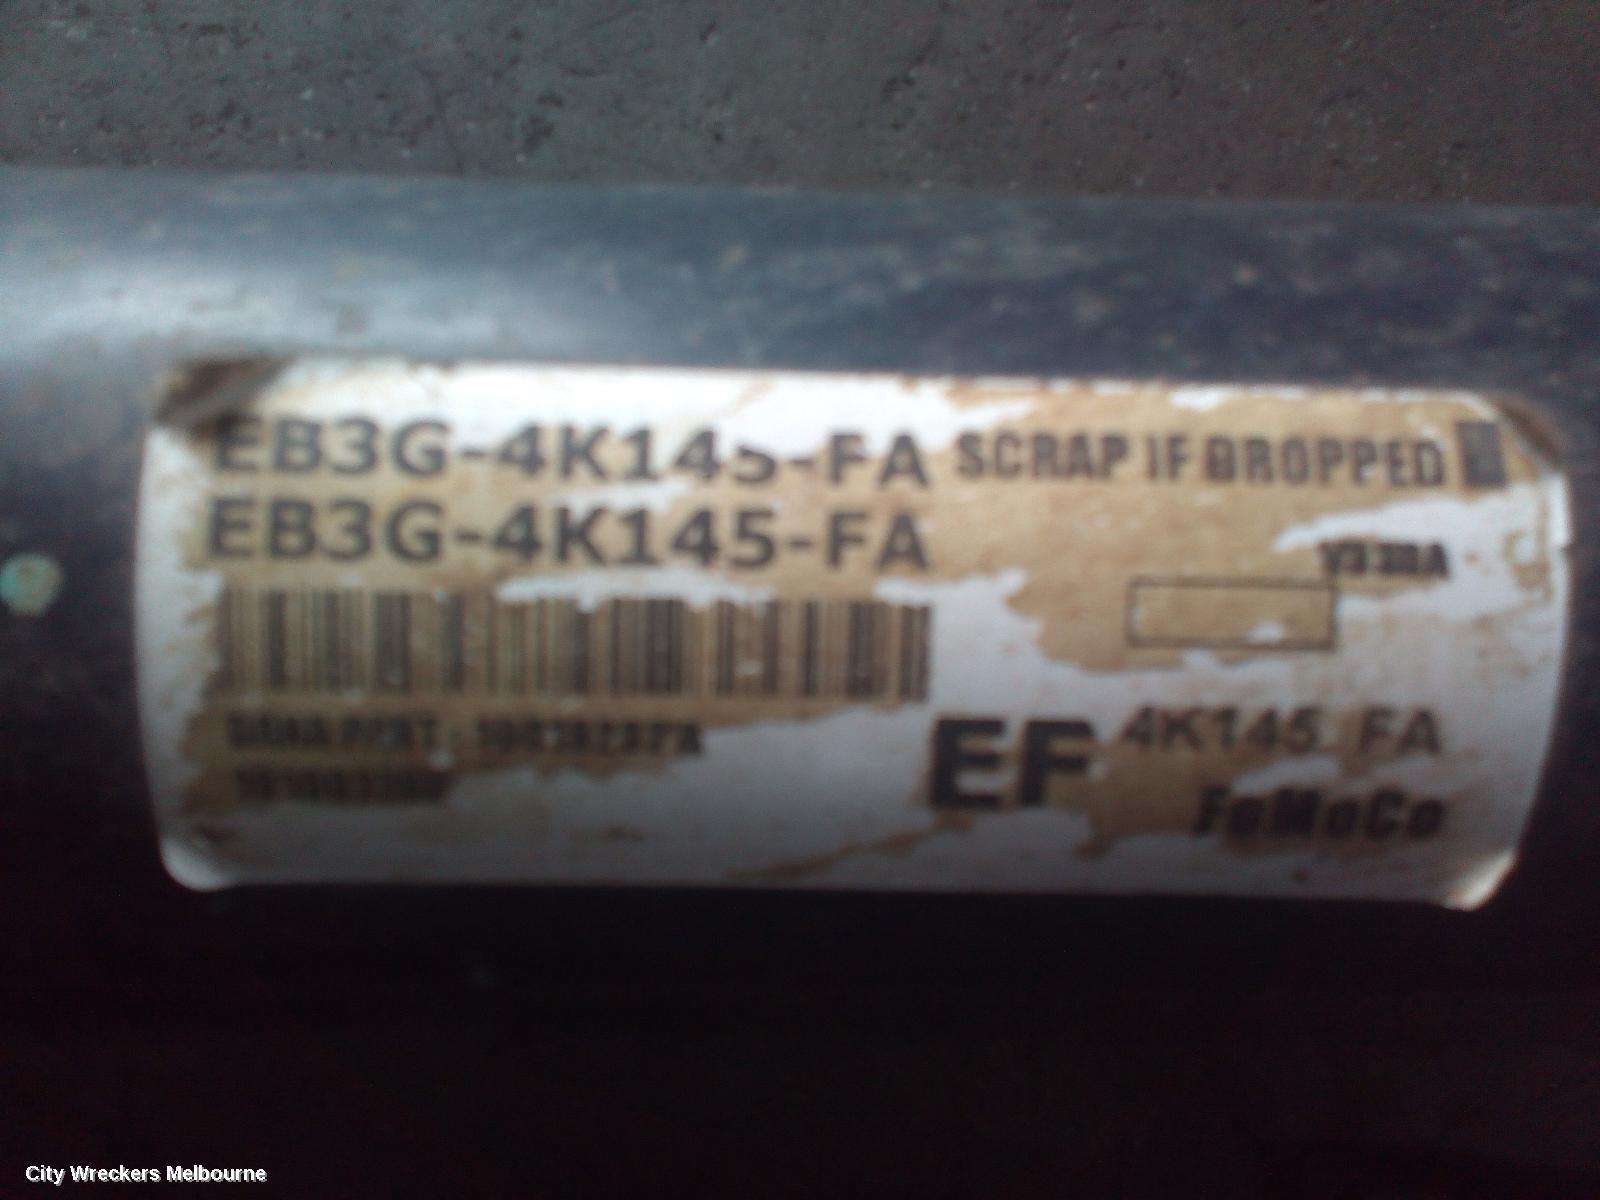 EB3G-4K145-FA SCRAP IF DROPPED
EB3G-4K145-FA
EF 4K145 FA
FoMoCo
City Wreckers Melbourne